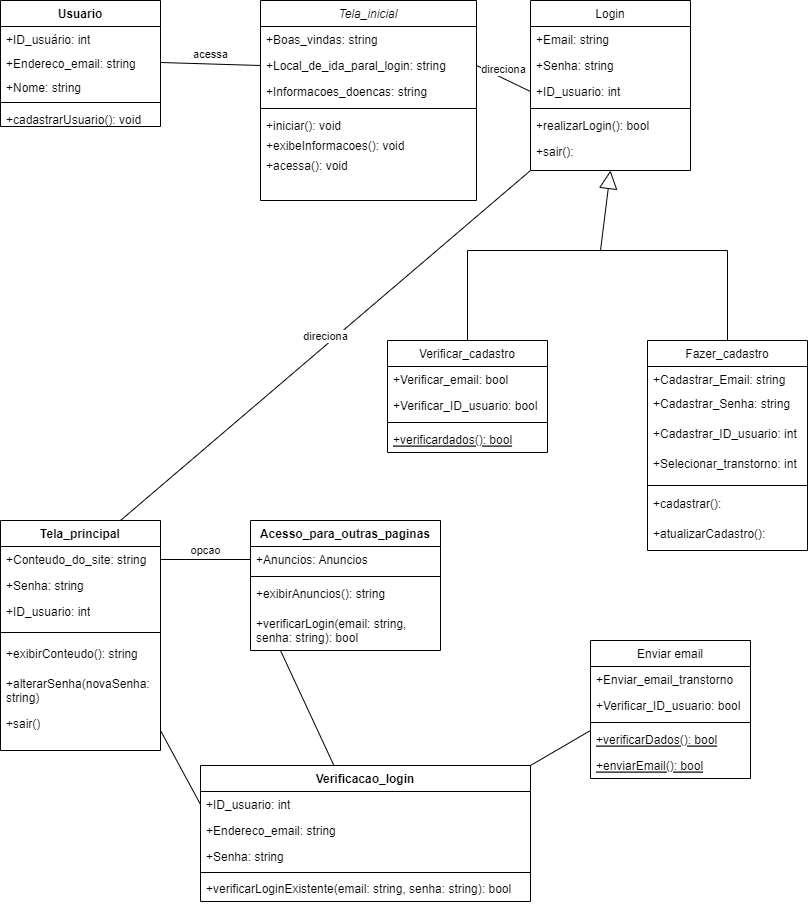 Usuario
+ID_usuário: int
+Endereco_email: string
+Nome: string
+cadastrarUsuario(): void
acessa
Tela_inicial
+Boas_vindas: string
+Local_de_ida_paral_login: string
+Informacoes_doencas: string
+iniciar(): void
+exibeInformacoes(): void
+acessa(): void
direciona
Login
+Email: string
+Senha: string
+ID_usuario: int
+realizarLogin(): bool
+sair():
direciona
Verificar_cadastro
+Verificar_email: bool
+Verificar_ID_usuario: bool
+verificardados(): bool
Fazer_cadastro
+Cadastrar_Email: string
+Cadastrar_Senha: string
+Cadastrar_ID_usuario: int
+Selecionar_transtorno: int
+cadastrar():
+atualizarCadastro():
Tela_principal
+Conteudo_do_site: string
+Senha: string
+ID_usuario: int
+exibirConteudo(): string
+alterarSenha(novaSenha:
string)
+sair()
opcao
Acesso_para_outras_paginas
+Anuncios: Anuncios
+exibirAnuncios(): string
+verificarLogin(email: string,
senha: string): bool
Enviar email
+Enviar_email_transtorno
+Verificar_ID_usuario: bool
+verificarDados(): bool
+enviarEmail(): bool
Verificacao_login
+ID_usuario: int
+Endereco_email: string
+Senha: string
+verificarLoginExistente(email: string, senha: string): bool